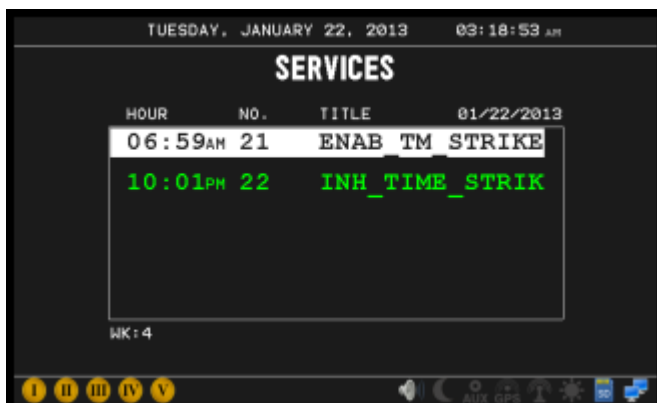 TUESDAY, JANUARY 22, 2013 03:18:53 AM
SERVICES
HOUR NO. TITLE 01/22/2013
06:59AM 21 ENAB_TM_STRIKE
10:01PM 22 INH_TIME_STRIK
WK:4
I II III IV V AUX GPS SD